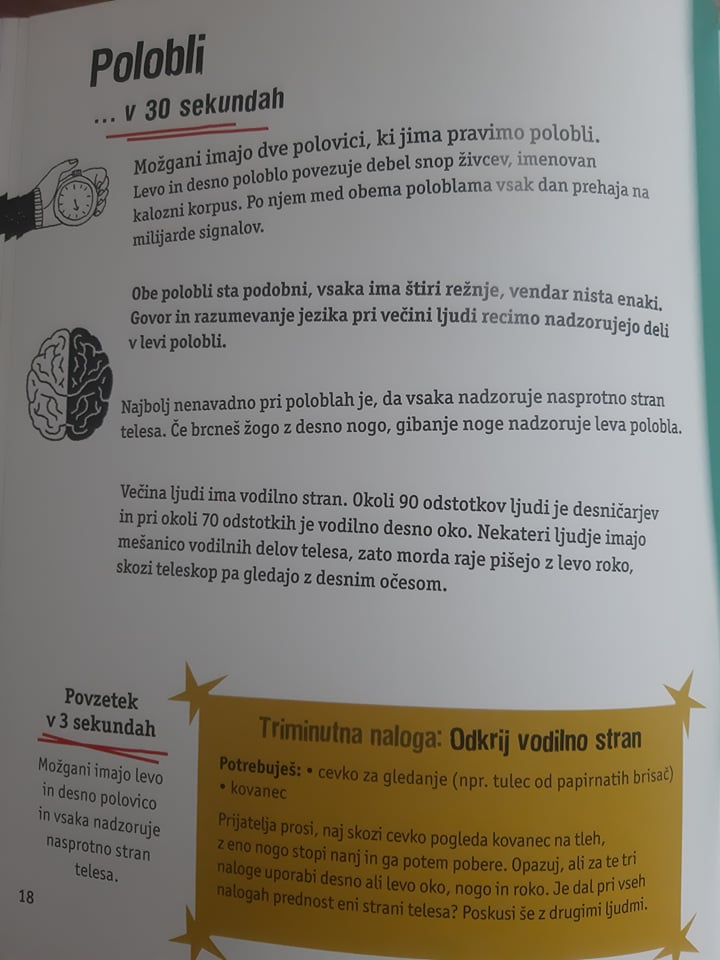 Polobli
... v 30 sekundah
Možgani imajo dve polovici, ki jima pravimo polobli.
Levo in desno poloblo povezuje debel snop živcev, imenovan
kalozni korpus. Po njem med obema poloblama vsak dan prehaja na
milijarde signalov.
Obe polobli sta podobni, vsaka ima štiri režnje, vendar nista enaki.
Govor in razumevanje jezika pri večini ljudi recimo nadzorujejo deli
v levi polobli.
Najbolj nenavadno pri poloblah je, da vsaka nadzoruje nasprotno stran
telesa. Če brcneš žogo z desno nogo, gibanje noge nadzoruje leva polobla.
Večina ljudi ima vodilno stran. Okoli 90 odstotkov ljudi je desničarjev
in pri okoli 70 odstotkih je vodilno desno oko. Nekateri ljudje imajo
mešanico vodilnih delov telesa, zato morda raje pišejo z levo roko,
skozi teleskop pa gledajo z desnim očesom.
Povzetek
v 3 sekundah
Možgani imajo levo
in desno polovico
in vsaka nadzoruje
nasprotno stran
telesa.
18
Triminutna naloga: Odkrij vodilno stran
Potrebuješ: • cevko za gledanje (npr. tulec od papirnatih brisač)
• kovanec
Prijatelja prosi, naj skozi cevko pogleda kovanec na tleh,
z eno nogo stopi nanj in ga potem pobere. Opazuj, ali za te tri
naloge uporabi desno ali levo oko, nogo in roko. Je dal pri vseh
nalogah prednost eni strani telesa? Poskusi še z drugimi ljudmi.